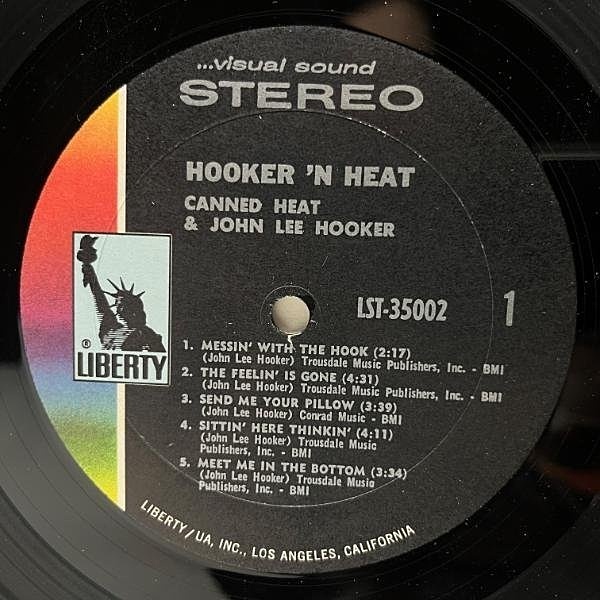 ...visual sound
STEREO
HOOKER 'N HEAT
CANNED HEAT
& JOHN LEE HOOKER
LST-35002 1
® LIBERTY
1. MESSIN' WITH THE HOOK (2:17)
(John Lee Hooker) Trousdale Music Publishers, Inc. - BMI
2. THE FEELIN' IS GONE (4:31)
(John Lee Hooker) Trousdale Music Publishers, Inc. - BMI
3. SEND ME YOUR PILLOW (3:39)
(John Lee Hooker) Conrad Music - BMI
4. SITTIN' HERE THINKIN' (4:11)
(John Lee Hooker) Trousdale Music
Publishers, Inc. - BMI
5. MEET ME IN THE BOTTOM (3:34)
(John Lee Hooker) Trousdale Music
Publishers, Inc. - BMI
LIBERTY/UA, INC., LOS ANGELES, CALIFORNIA